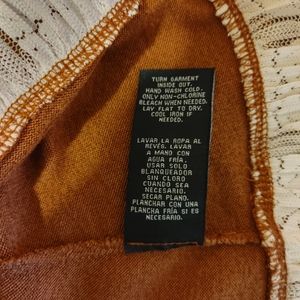 TURN GARMENT
INSIDE OUT.
HAND WASH COLD.
ONLY NON-CHLORINE
BLEACH WHEN NEEDED.
LAY FLAT TO DRY.
COOL IRON IF
NEEDED.
LAVAR LA ROPA AL
REVÉS. LAVAR
A MANO CON
AGUA FRÍA.
USAR SOLO
BLANQUEADOR
SIN CLORO
CUANDO SEA
NECESARIO.
SECAR PLANO.
PLANCHAR CON UNA
PLANCHA FRÍA SI ES
NECESARIO.